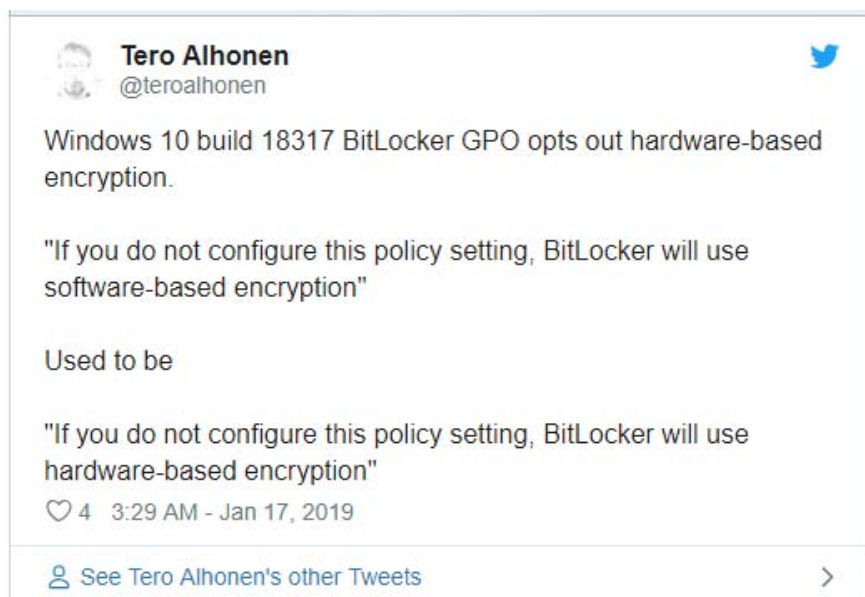 Tero Alhonen
@teroalhonen
Windows 10 build 18317 BitLocker GPO opts out hardware-based
encryption.
"If you do not configure this policy setting, BitLocker will use
software-based encryption"
Used to be
"If you do not configure this policy setting, BitLocker will use
hardware-based encryption"
4 3:29 AM - Jan 17, 2019
See Tero Alhonen's other Tweets